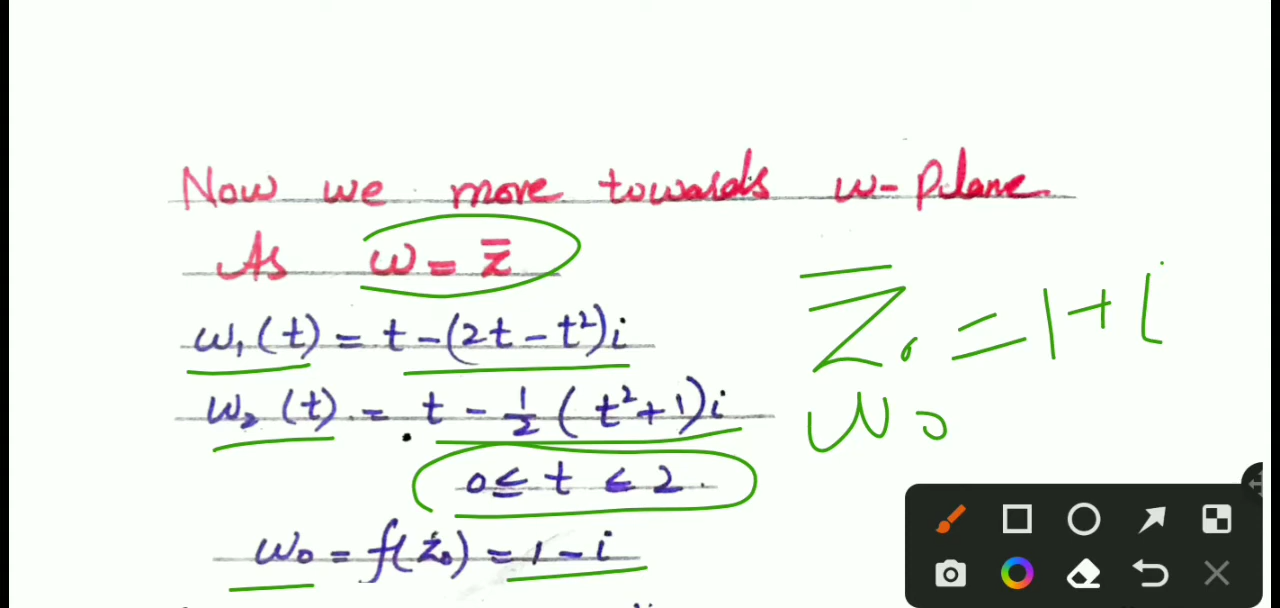 Now we move towards w-Plane
As w = z̄
w₁(t) = t-(2t-t²)i
w₂(t) = t - 1/2 (t²+1)i
0 ≤ t ≤ 2.
w₀ = f(z₀) = 1-i
z̄₀ = 1+i
w₀